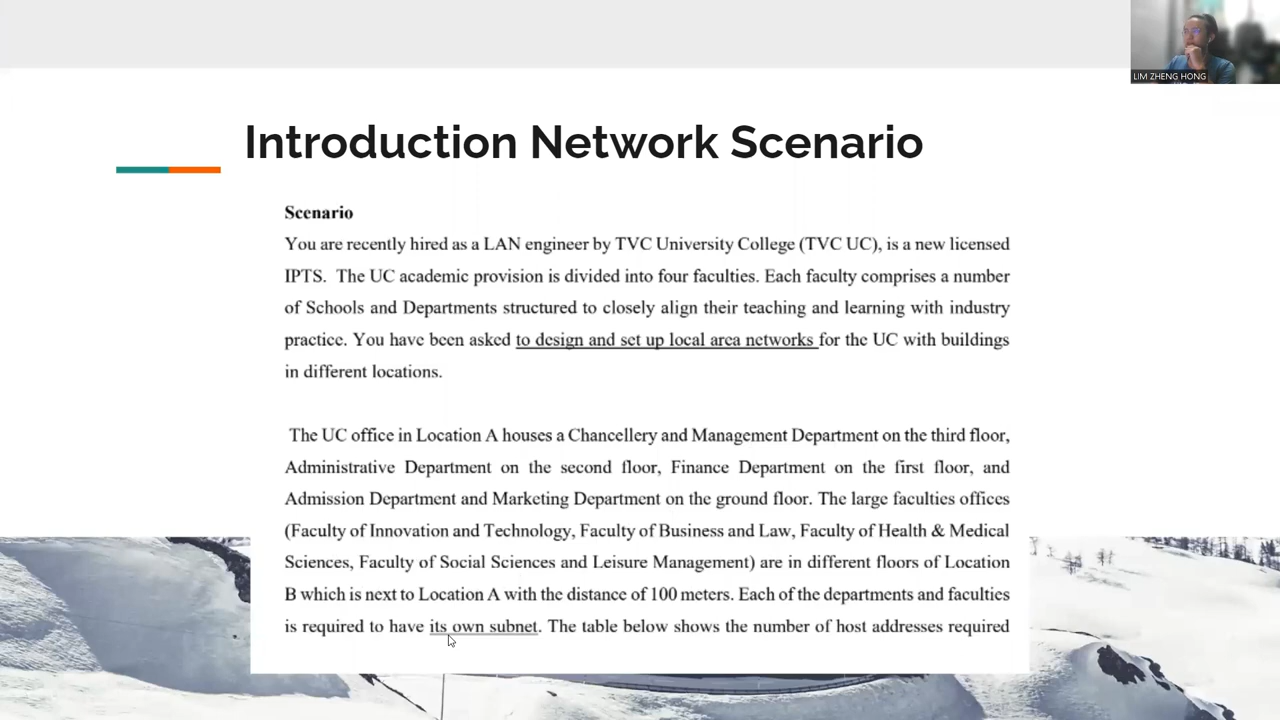 LIM ZHENG HONG
Introduction Network Scenario
Scenario
You are recently hired as a LAN engineer by TVC University College (TVC UC), is a new licensed
IPTS. The UC academic provision is divided into four faculties. Each faculty comprises a number
of Schools and Departments structured to closely align their teaching and learning with industry
practice. You have been asked to design and set up local area networks for the UC with buildings
in different locations.
The UC office in Location A houses a Chancellery and Management Department on the third floor,
Administrative Department on the second floor, Finance Department on the first floor, and
Admission Department and Marketing Department on the ground floor. The large faculties offices
(Faculty of Innovation and Technology, Faculty of Business and Law, Faculty of Health & Medical
Sciences, Faculty of Social Sciences and Leisure Management) are in different floors of Location
B which is next to Location A with the distance of 100 meters. Each of the departments and faculties
is required to have its own subnet. The table below shows the number of host addresses required